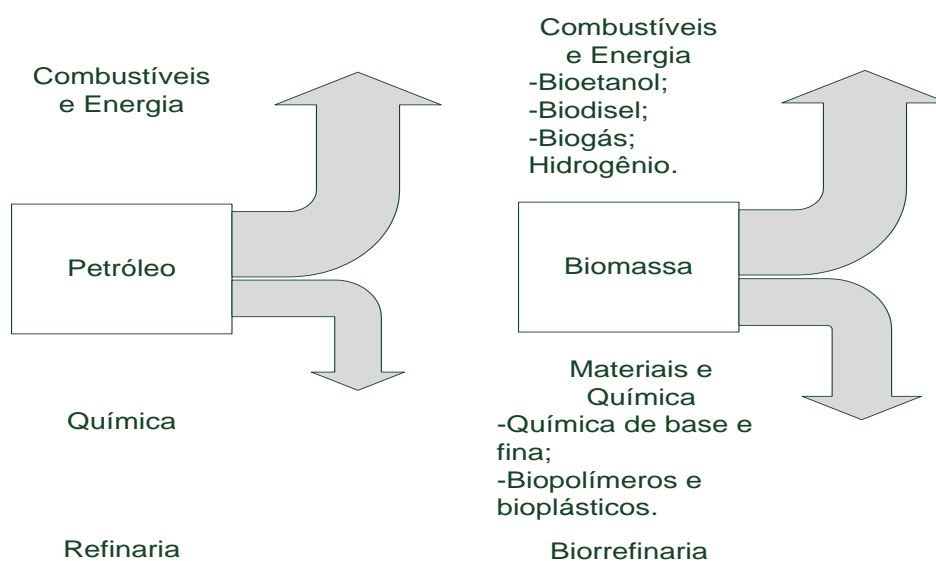 Combustíveis
e Energia
Petróleo
Química
Refinaria
Combustíveis
e Energia
-Bioetanol;
-Biodisel;
-Biogás;
Hidrogênio.
Biomassa
Materiais e
Química
-Química de base e
fina;
-Biopolímeros e
bioplásticos.
Biorrefinaria